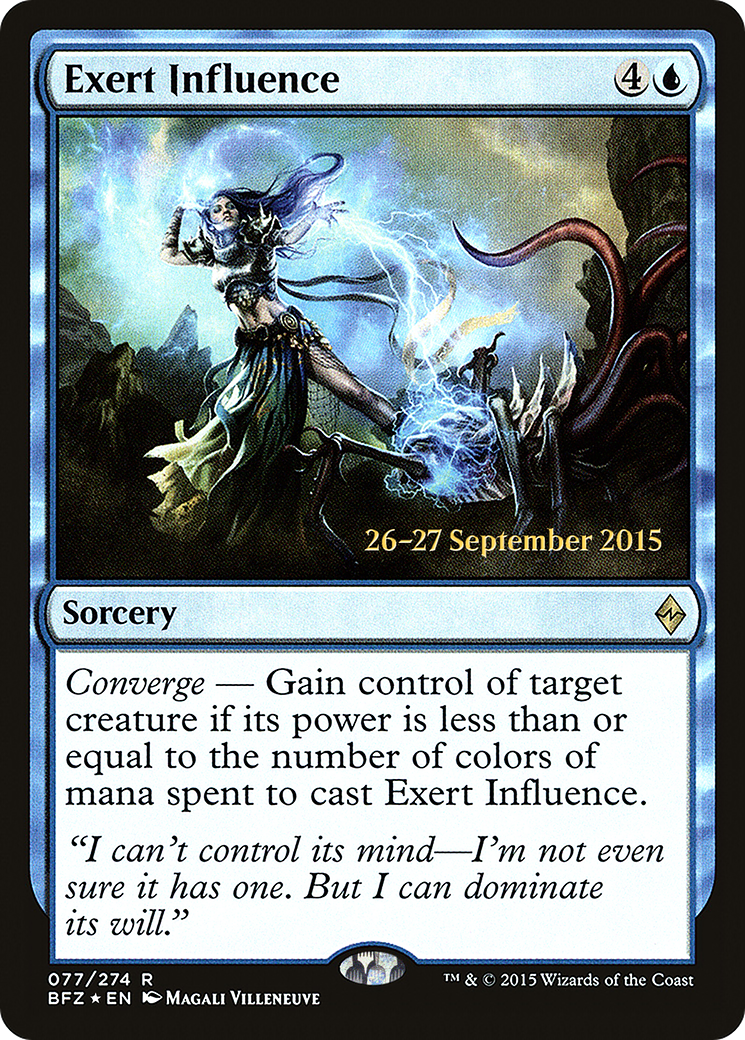 Exert Influence 4
26–27 September 2015
Sorcery
Converge — Gain control of target
creature if its power is less than or
equal to the number of colors of
mana spent to cast Exert Influence.
“I can’t control its mind—I’m not even
sure it has one. But I can dominate
its will.”
077/274 R
BFZ ★ EN Magali Villeneuve
™ & © 2015 Wizards of the Coast